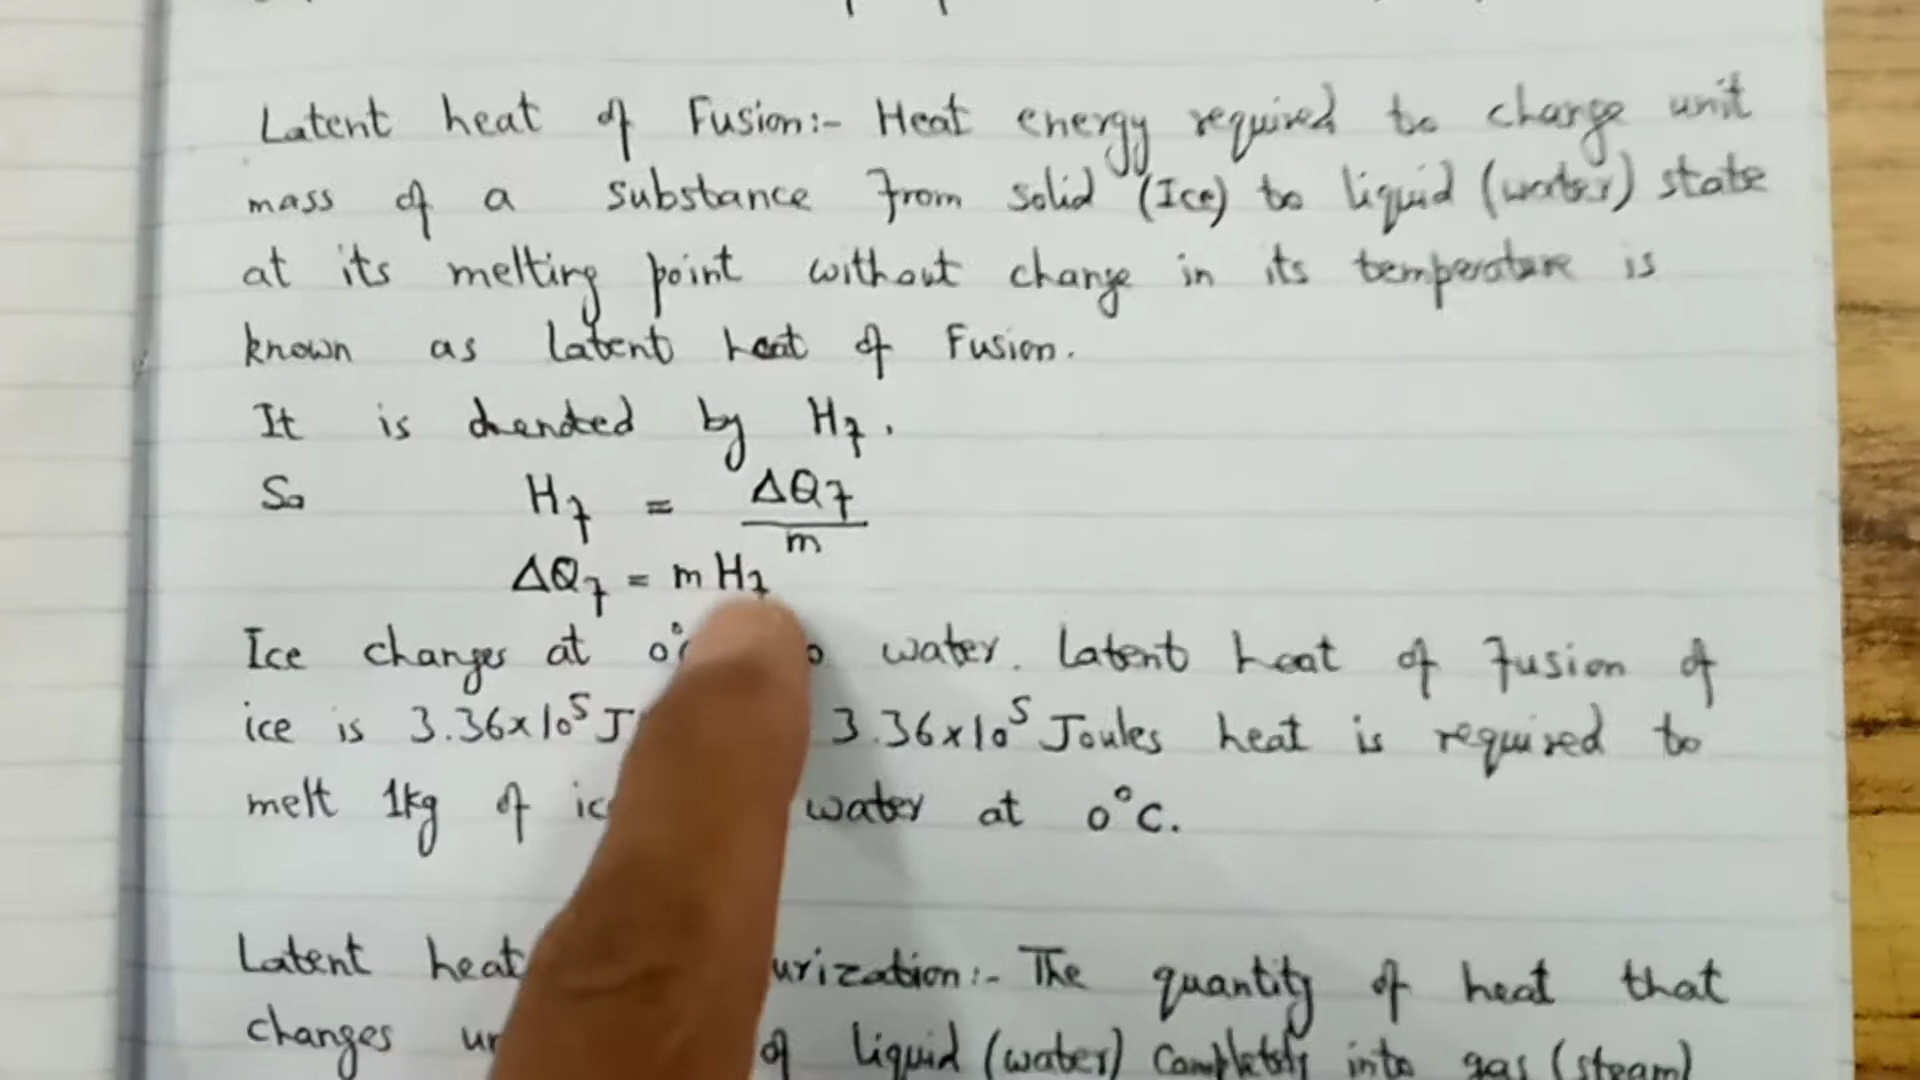 Latent heat of Fusion:- Heat energy required to change unit
mass of a substance from solid (Ice) to liquid (water) state
at its melting point without change in its temperature is
known as latent heat of Fusion.
It is denoted by Hf.
So Hf = ΔQf / m
ΔQf = m Hf
Ice changes at 0° water. Latent heat of fusion of
ice is 3.36x10⁵ J 3.36x10⁵ Joules heat is required to
melt 1kg of water at 0°C.
Latent heat urization:- The quantity of heat that
changes of liquid (water) completely into gas (steam)